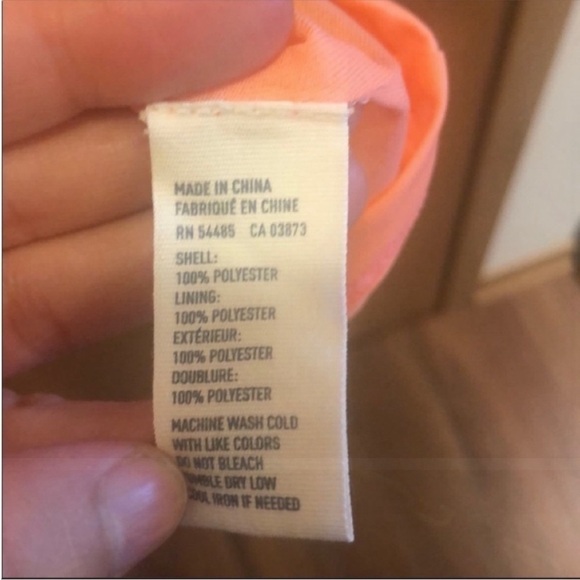 MADE IN CHINA
FABRIQUÉ EN CHINE
RN 54485 CA 03873
SHELL:
100% POLYESTER
LINING:
100% POLYESTER
EXTÉRIEUR:
100% POLYESTER
DOUBLURE:
100% POLYESTER
MACHINE WASH COLD
WITH LIKE COLORS
DO NOT BLEACH
TUMBLE DRY LOW
COOL IRON IF NEEDED